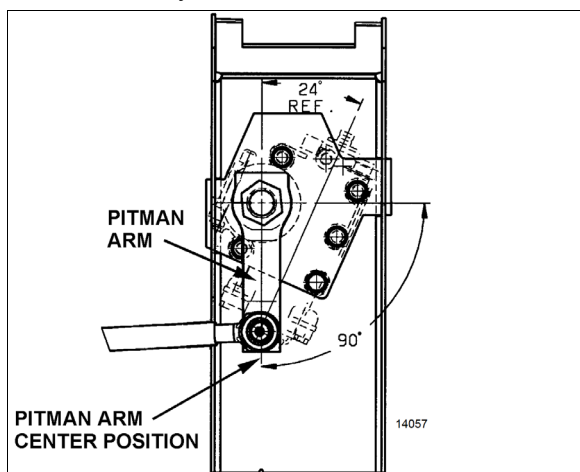 24°
REF.
PITMAN
ARM
90°
PITMAN ARM
CENTER POSITION
14057